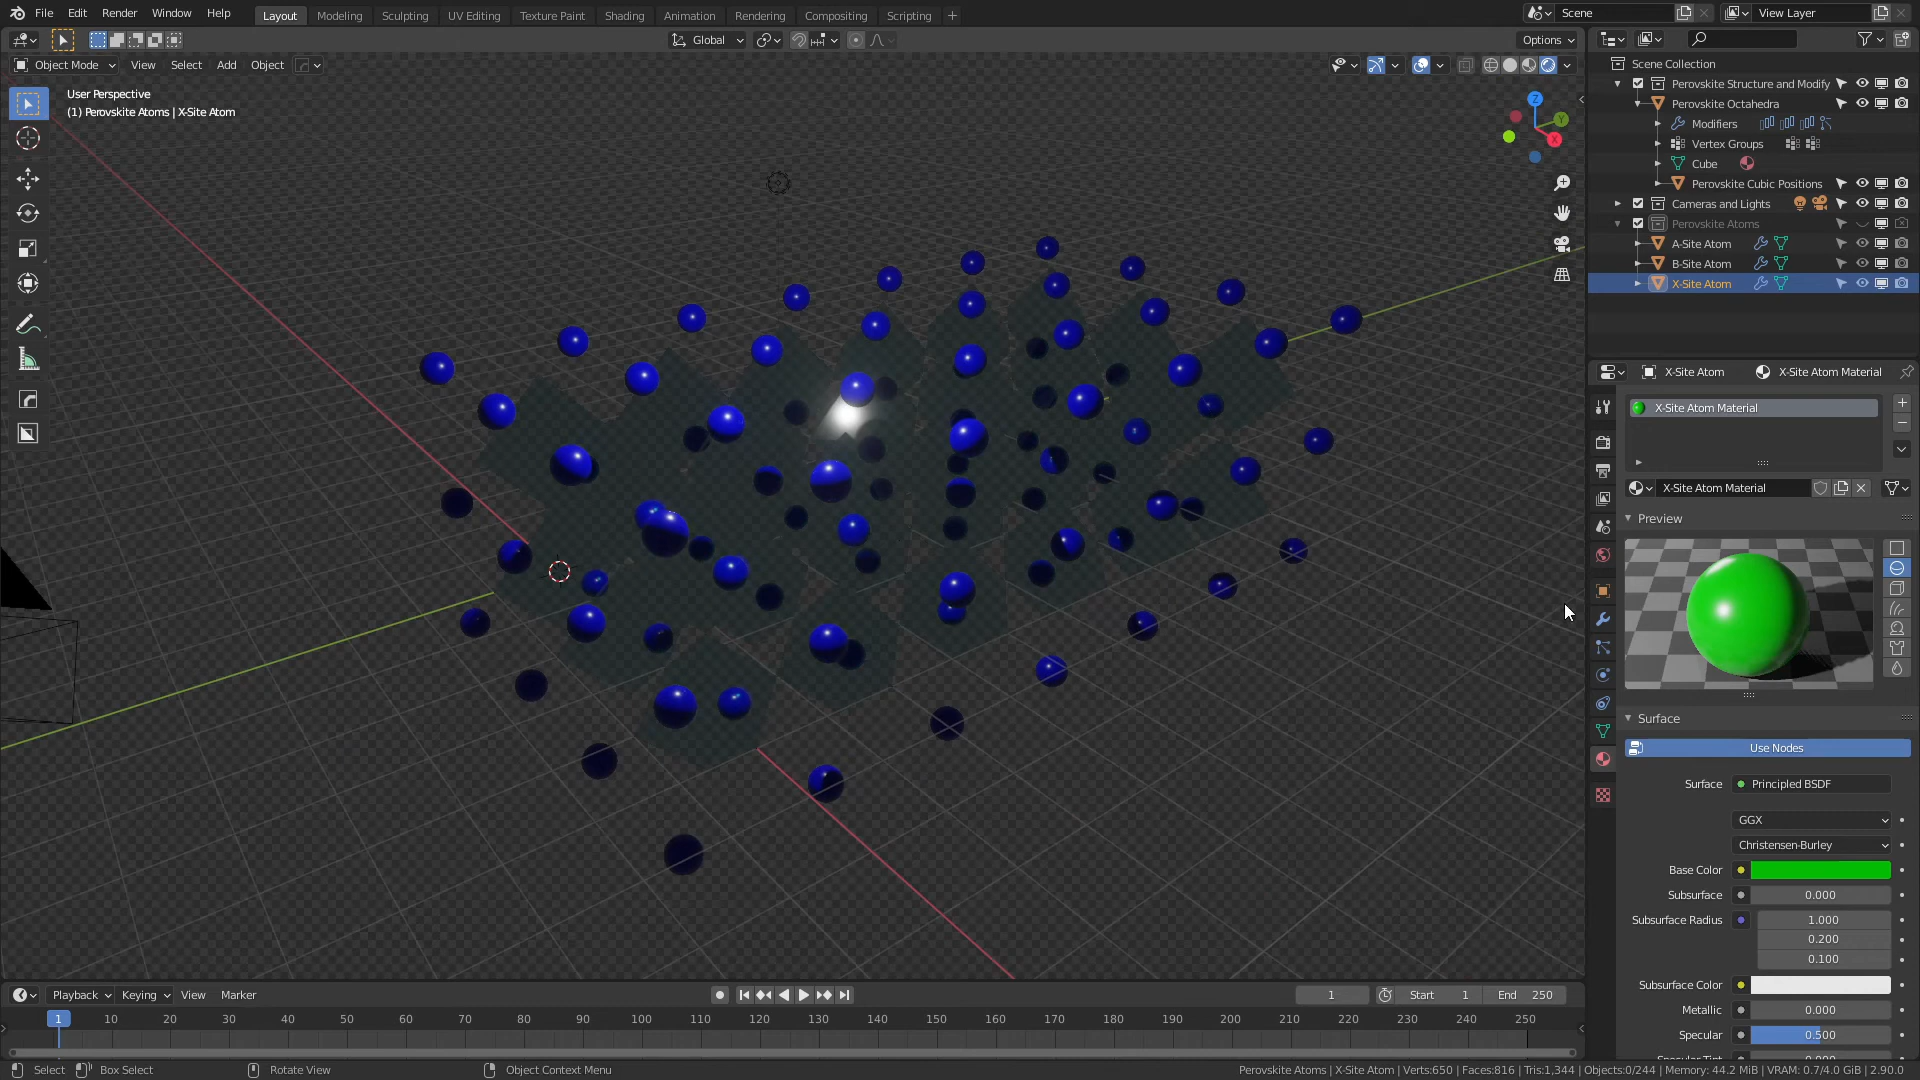 File Edit Render Window Help Layout Modeling Sculpting UV Editing Texture Paint Shading Animation Rendering Compositing Scripting + Scene View Layer
Global Options
Object Mode View Select Add Object
User Perspective
(1) Perovskite Atoms | X-Site Atom
Z
Y
X
Scene Collection
Perovskite Structure and Modify
Perovskite Octahedra
Modifiers
Vertex Groups
Cube
Perovskite Cubic Positions
Cameras and Lights
Perovskite Atoms
A-Site Atom
B-Site Atom
X-Site Atom
X-Site Atom X-Site Atom Material
X-Site Atom Material
X-Site Atom Material
Preview
Surface
Use Nodes
Surface Principled BSDF
GGX
Christensen-Burley
Base Color
Subsurface 0.000
Subsurface Radius 1.000
0.200
0.100
Subsurface Color
Metallic 0.000
Specular 0.500
Specular Tint 0.000
Playback Keying View Marker 1 Start 1 End 250
1 10 20 30 40 50 60 70 80 90 100 110 120 130 140 150 160 170 180 190 200 210 220 230 240 250
Select Box Select Rotate View Object Context Menu Perovskite Atoms | X-Site Atom | Verts:650 | Faces:816 | Tris:1,344 | Objects:0/244 | Memory: 44.2 MiB | VRAM: 0.7/4.0 GiB | 2.90.0